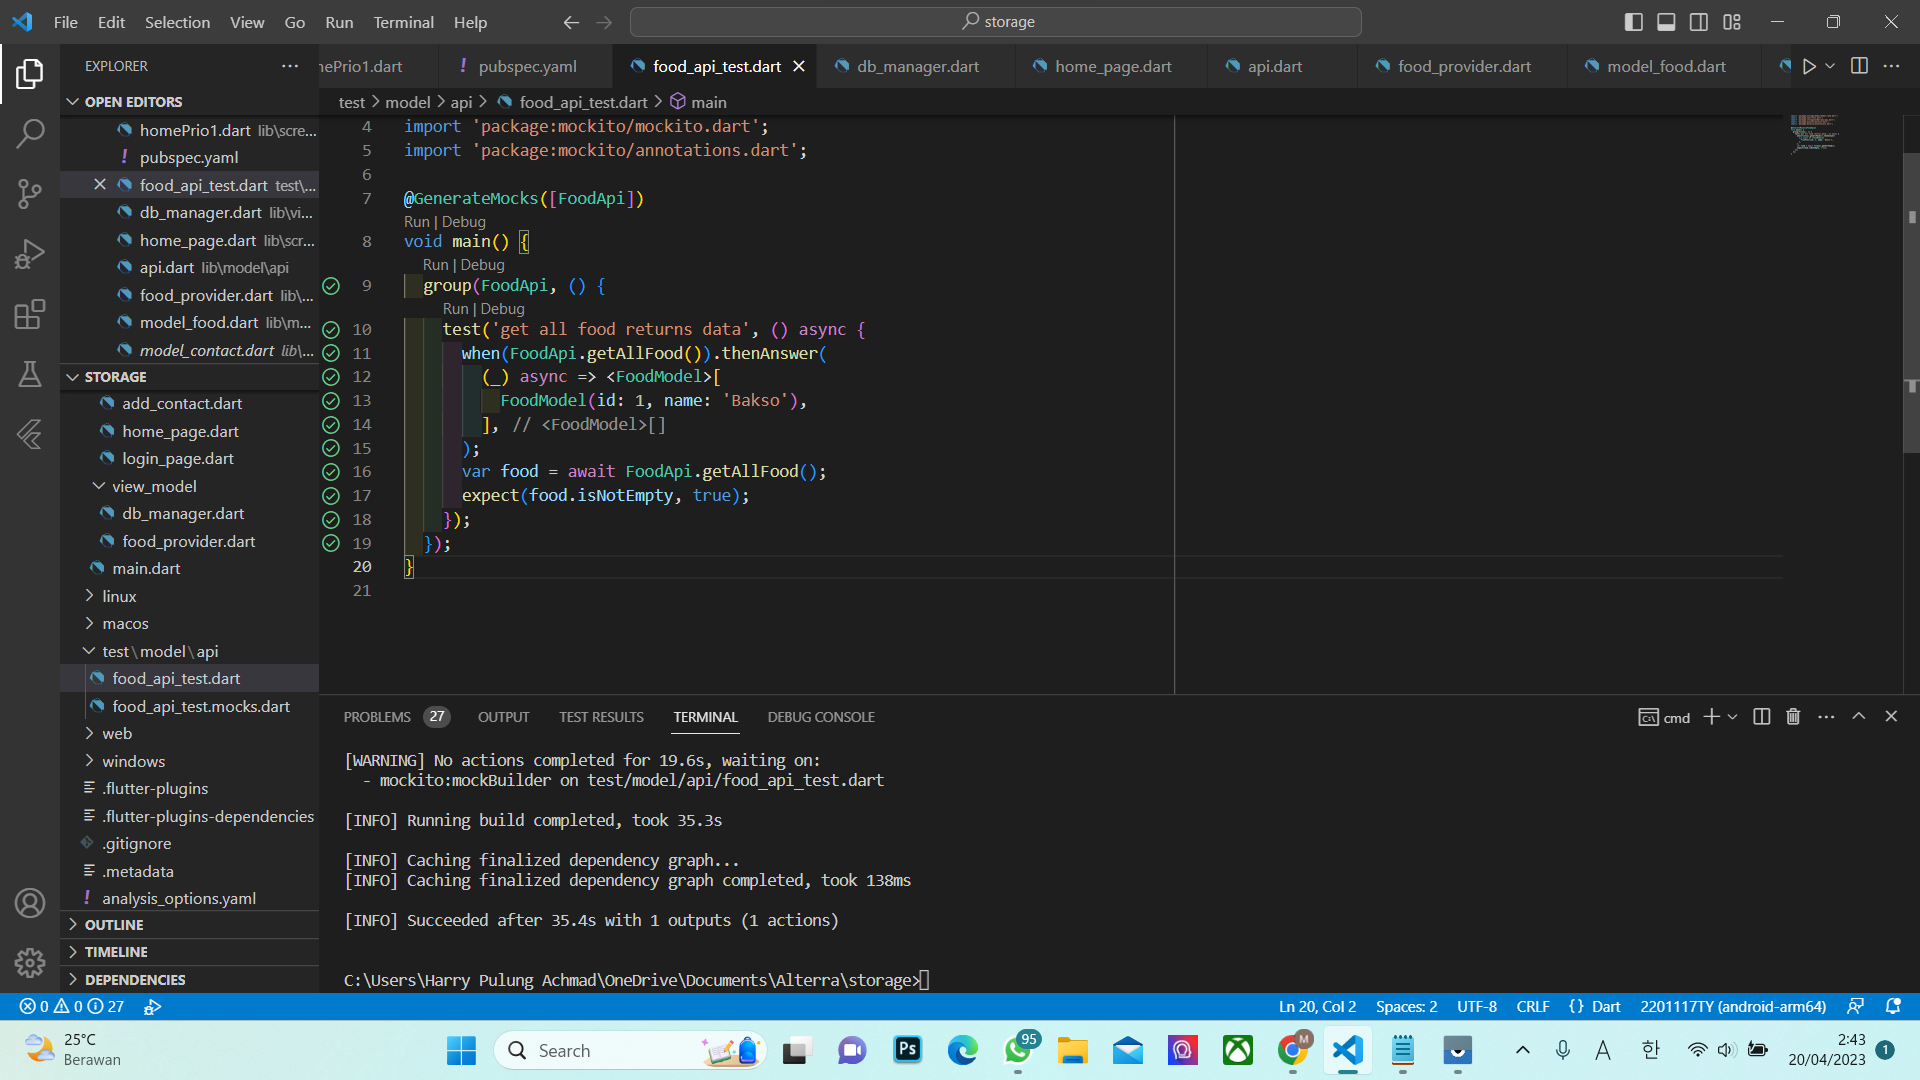 File Edit Selection View Go Run Terminal Help
storage
EXPLORER
nePrio1.dart
! pubspec.yaml
food_api_test.dart
db_manager.dart
home_page.dart
api.dart
food_provider.dart
model_food.dart
test > model > api > food_api_test.dart > main
OPEN EDITORS
homePrio1.dart lib\scre...
! pubspec.yaml
food_api_test.dart test\...
db_manager.dart lib\vi...
home_page.dart lib\scr...
api.dart lib\model\api
food_provider.dart lib\...
model_food.dart lib\m...
model_contact.dart lib\...
STORAGE
add_contact.dart
home_page.dart
login_page.dart
view_model
db_manager.dart
food_provider.dart
main.dart
linux
macos
test\model\api
food_api_test.dart
food_api_test.mocks.dart
web
windows
.flutter-plugins
.flutter-plugins-dependencies
.gitignore
.metadata
! analysis_options.yaml
OUTLINE
TIMELINE
DEPENDENCIES
4 import 'package:mockito/mockito.dart';
5 import 'package:mockito/annotations.dart';
6
7 @GenerateMocks([FoodApi])
Run | Debug
8 void main() {
Run | Debug
9 group(FoodApi, () {
Run | Debug
10 test('get all food returns data', () async {
11 when(FoodApi.getAllFood()).thenAnswer(
12 (_) async => <FoodModel>[
13 FoodModel(id: 1, name: 'Bakso'),
14 ], // <FoodModel>[]
15 );
16 var food = await FoodApi.getAllFood();
17 expect(food.isNotEmpty, true);
18 });
19 });
20 }
21
PROBLEMS 27 OUTPUT TEST RESULTS TERMINAL DEBUG CONSOLE
cmd
[WARNING] No actions completed for 19.6s, waiting on:
- mockito:mockBuilder on test/model/api/food_api_test.dart
[INFO] Running build completed, took 35.3s
[INFO] Caching finalized dependency graph...
[INFO] Caching finalized dependency graph completed, took 138ms
[INFO] Succeeded after 35.4s with 1 outputs (1 actions)
C:\Users\Harry Pulung Achmad\OneDrive\Documents\Alterra\storage>
0 0 27
Ln 20, Col 2 Spaces: 2 UTF-8 CRLF {} Dart 2201117TY (android-arm64)
25°C
Berawan
Search
Ps
95
M
A
한
2:43
20/04/2023
1